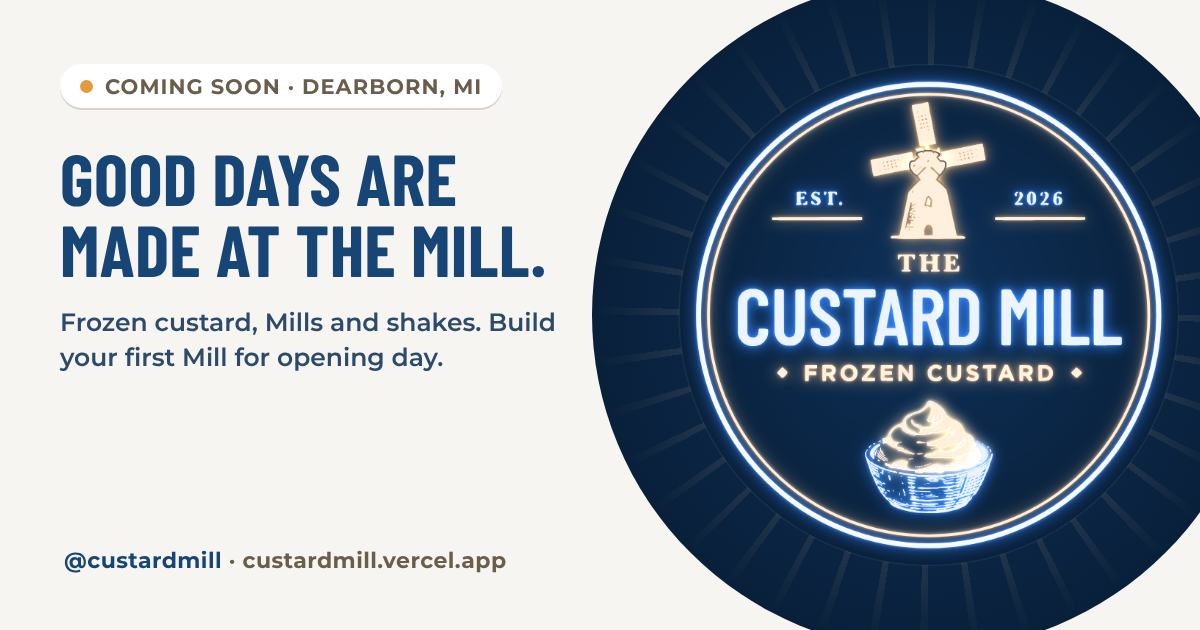 COMING SOON · DEARBORN, MI
GOOD DAYS ARE
MADE AT THE MILL.
Frozen custard, Mills and shakes. Build
your first Mill for opening day.
@custardmill · custardmill.vercel.app
EST. 2026
THE
CUSTARD MILL
◆ FROZEN CUSTARD ◆